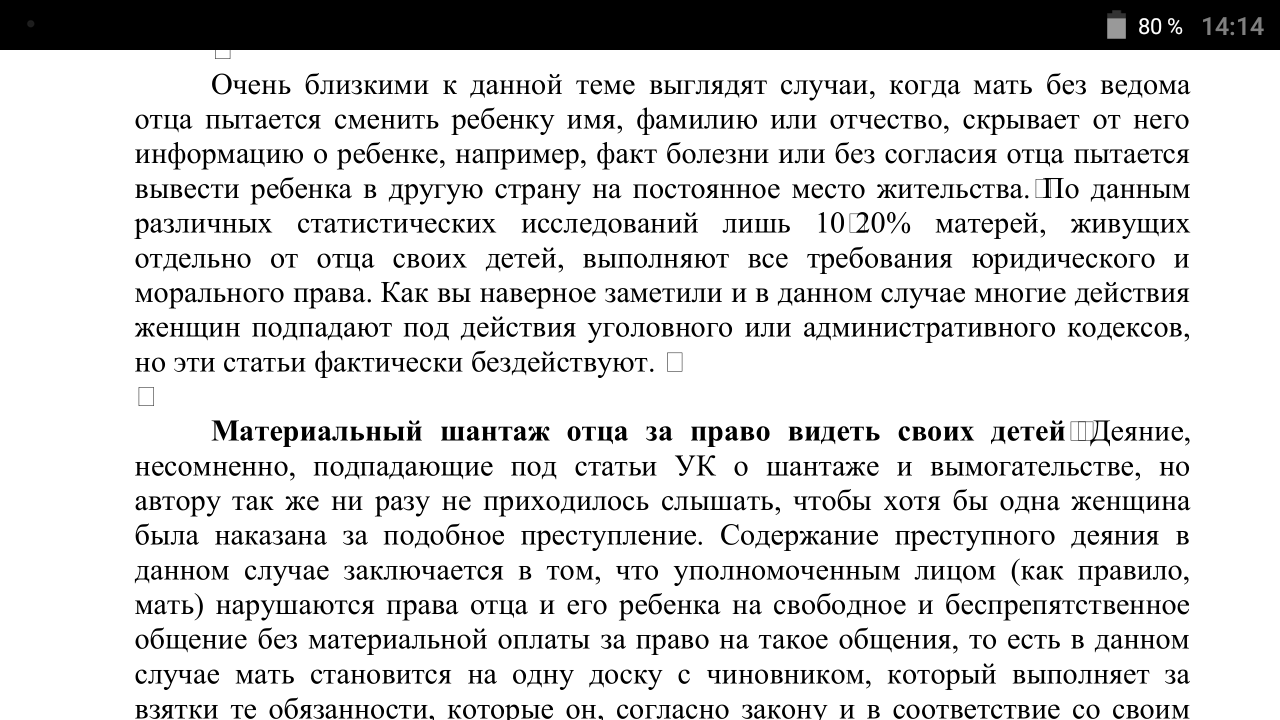 80 % 14:14
Очень близкими к данной теме выглядят случаи, когда мать без ведома
отца пытается сменить ребенку имя, фамилию или отчество, скрывает от него
информацию о ребенке, например, факт болезни или без согласия отца пытается
вывести ребенка в другую страну на постоянное место жительства. По данным
различных статистических исследований лишь 10□20% матерей, живущих
отдельно от отца своих детей, выполняют все требования юридического и
морального права. Как вы наверное заметили и в данном случае многие действия
женщин подпадают под действия уголовного или административного кодексов,
но эти статьи фактически бездействуют. □
□
Материальный шантаж отца за право видеть своих детей□□□Деяние,
несомненно, подпадающие под статьи УК о шантаже и вымогательстве, но
автору так же ни разу не приходилось слышать, чтобы хотя бы одна женщина
была наказана за подобное преступление. Содержание преступного деяния в
данном случае заключается в том, что уполномоченным лицом (как правило,
мать) нарушаются права отца и его ребенка на свободное и беспрепятственное
общение без материальной оплаты за право на такое общения, то есть в данном
случае мать становится на одну доску с чиновником, который выполняет за
взятки те обязанности, которые он, согласно закону и в соответствие со своим